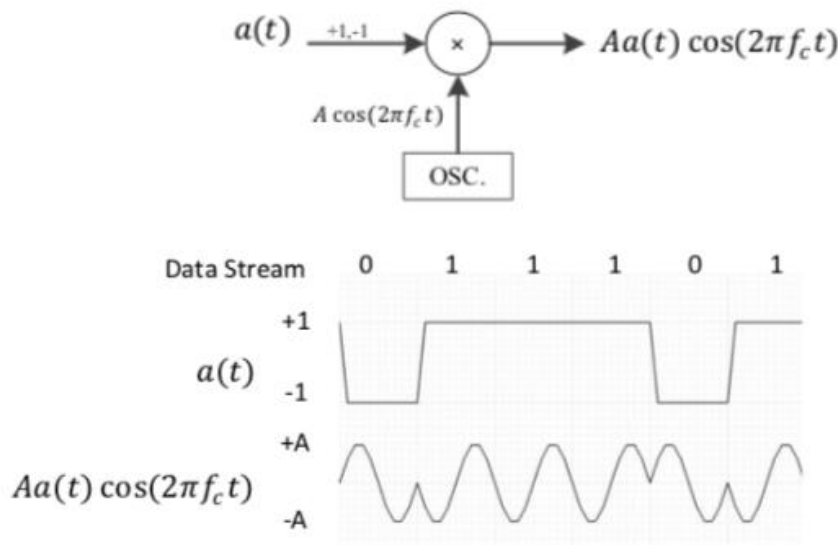 a(t) +1,-1 × Aa(t) cos(2πf_c t)
A cos(2πf_c t)
OSC.
Data Stream 0 1 1 1 0 1
+1
a(t)
-1
+A
Aa(t) cos(2πf_c t)
-A